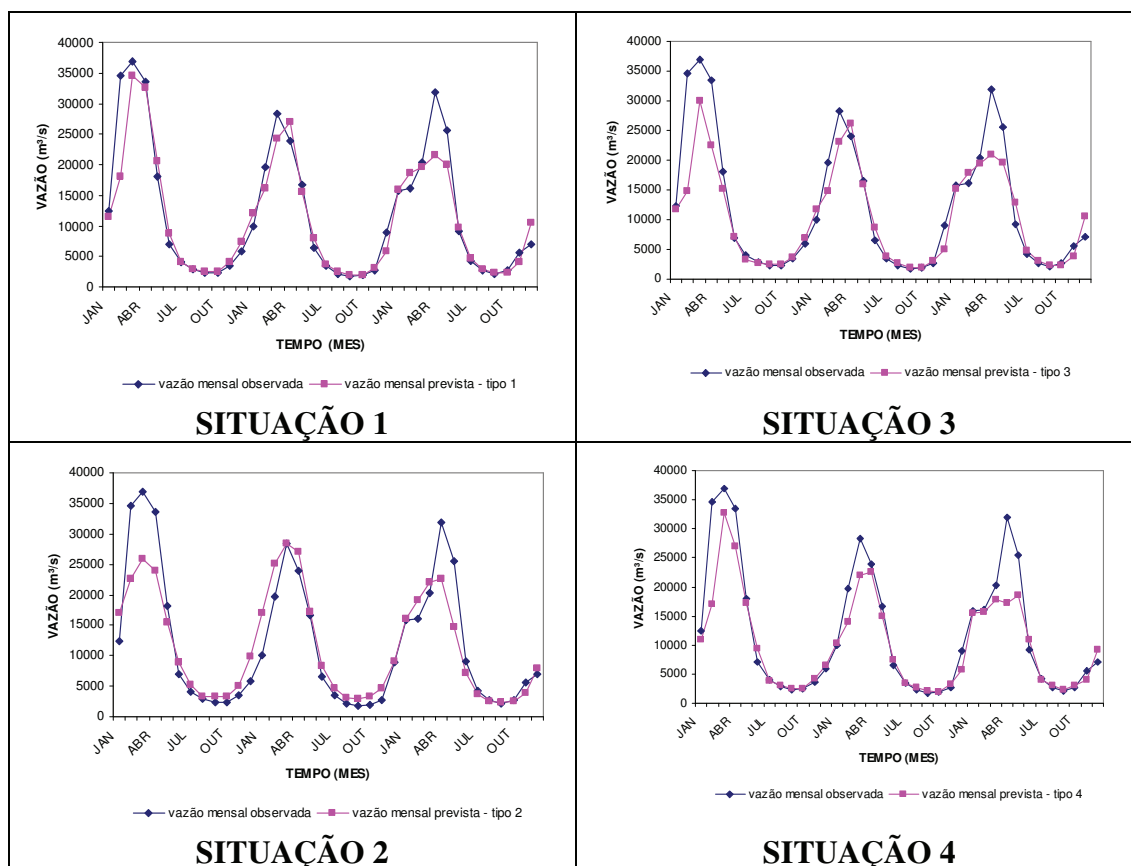 40000
35000
30000
25000
20000
15000
10000
5000
0
VAZÃO (m³/s)
JAN ABR JUL OUT JAN ABR JUL OUT JAN ABR JUL OUT
TEMPO (MES)
vazão mensal observada vazão mensal prevista - tipo 1
SITUAÇÃO 1
40000
35000
30000
25000
20000
15000
10000
5000
0
VAZÃO (m³/s)
JAN ABR JUL OUT JAN ABR JUL OUT JAN ABR JUL OUT
TEMPO (MES)
vazão mensal observada vazão mensal prevista - tipo 3
SITUAÇÃO 3
40000
35000
30000
25000
20000
15000
10000
5000
0
VAZÃO (m³/s)
JAN ABR JUL OUT JAN ABR JUL OUT JAN ABR JUL OUT
TEMPO (MES)
vazão mensal observada vazão mensal prevista - tipo 2
SITUAÇÃO 2
40000
35000
30000
25000
20000
15000
10000
5000
0
VAZÃO (m³/s)
JAN ABR JUL OUT JAN ABR JUL OUT JAN ABR JUL OUT
TEMPO (MES)
vazão mensal observada vazão mensal prevista - tipo 4
SITUAÇÃO 4